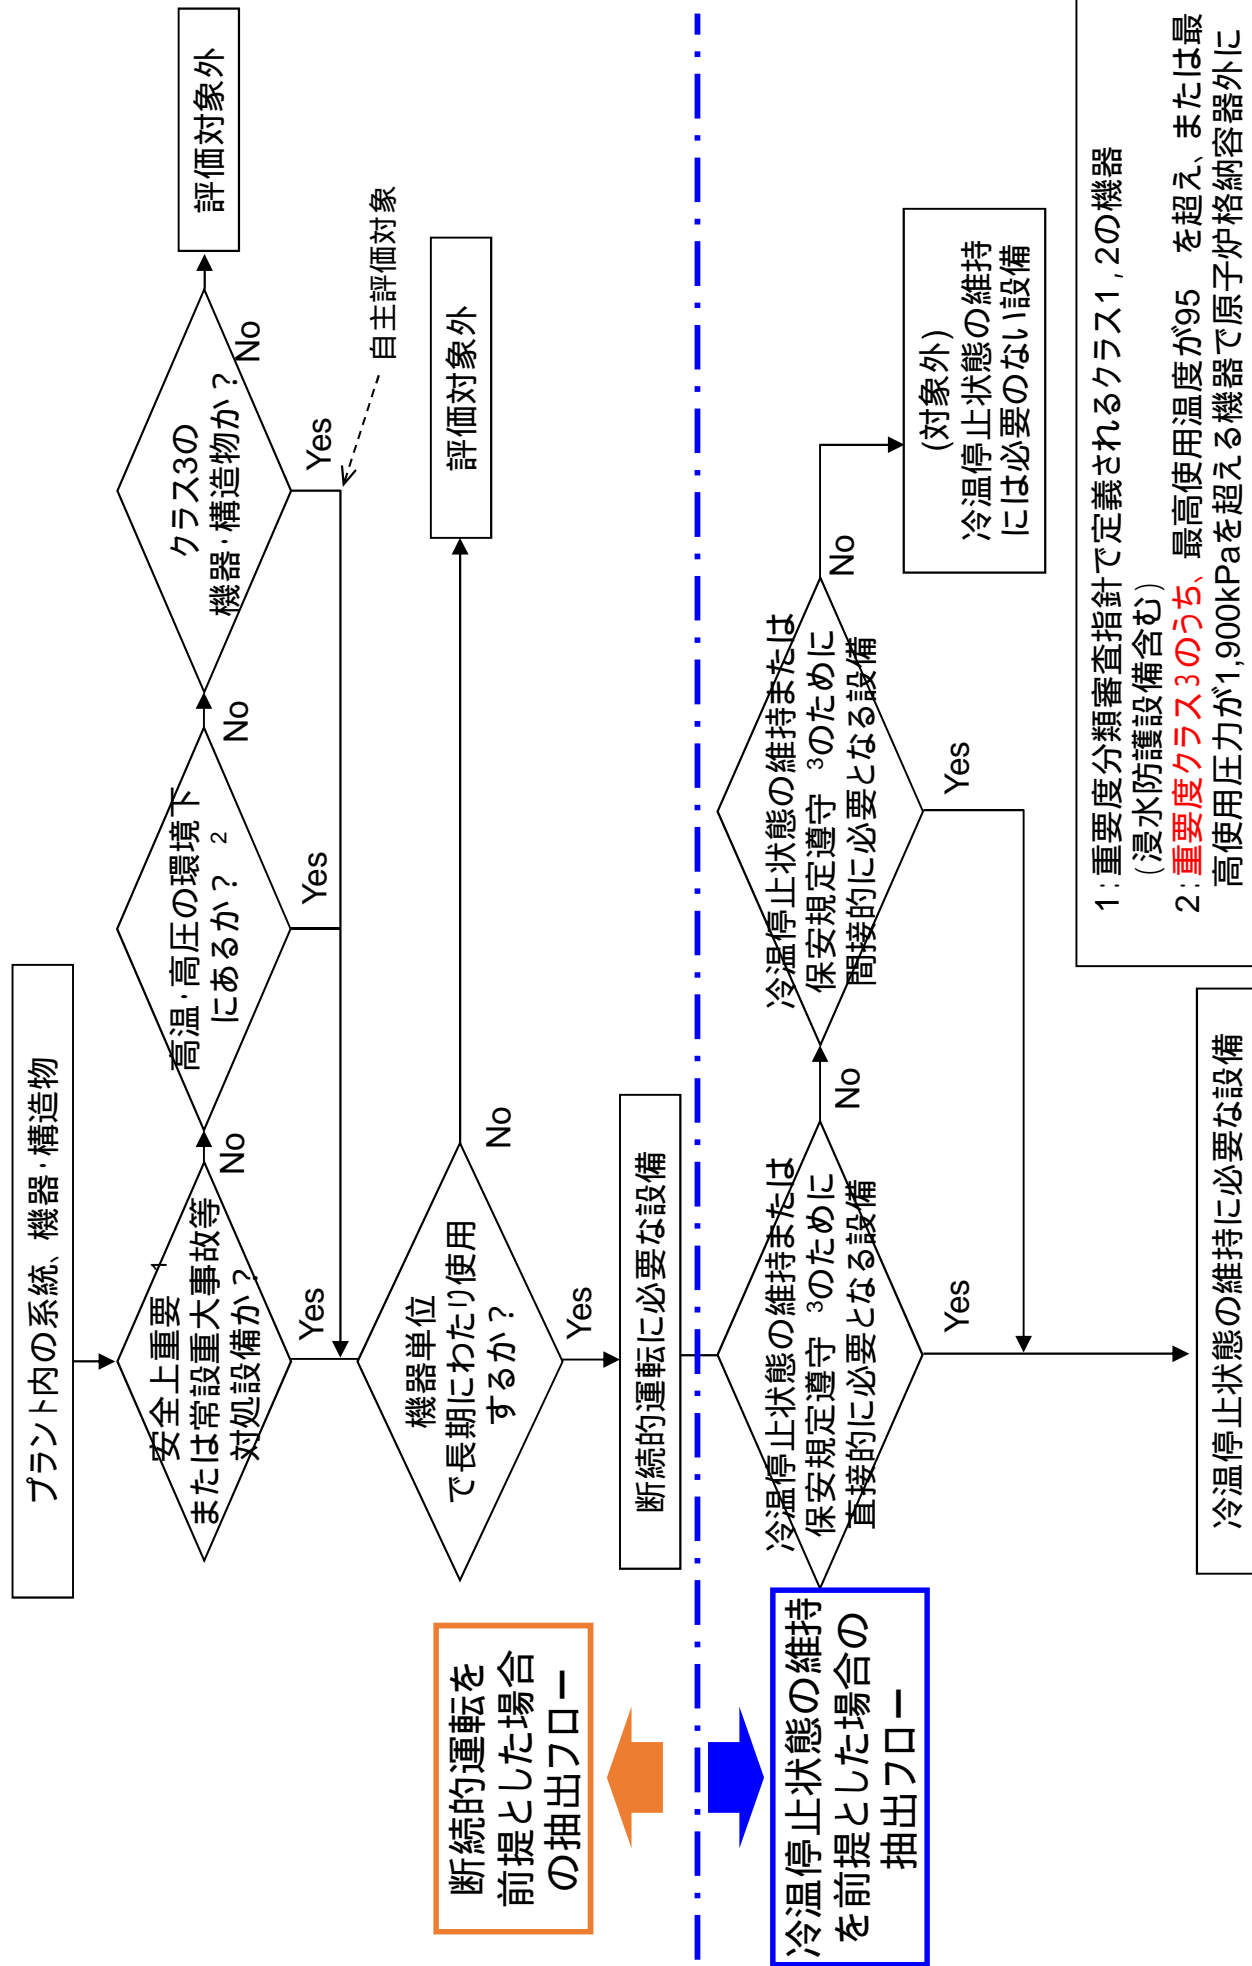 プラント内の系統、機器・構造物
安全上重要 1
または常設重大事故等
対処設備か?
No
Yes
高温・高圧の環境下
にあるか? 2
No
Yes
クラス3の
機器・構造物か?
No
Yes
評価対象外
自主評価対象
機器単位
で長期にわたり使用
するか?
No
Yes
評価対象外
断続的運転に必要な設備
断続的運転を
前提とした場合
の抽出フロー
冷温停止状態の維持
を前提とした場合の
抽出フロー
冷温停止状態の維持または
保安規定遵守 3のために
直接的に必要となる設備
No
Yes
冷温停止状態の維持または
保安規定遵守 3のために
間接的に必要となる設備
No
Yes
(対象外)
冷温停止状態の維持
には必要のない設備
冷温停止状態の維持に必要な設備
1:重要度分類審査指針で定義されるクラス1,2の機器
(浸水防護設備含む)
2:重要度クラス3のうち、最高使用温度が95 を超え、または最
高使用圧力が1,900kPaを超える機器で原子炉格納容器外に